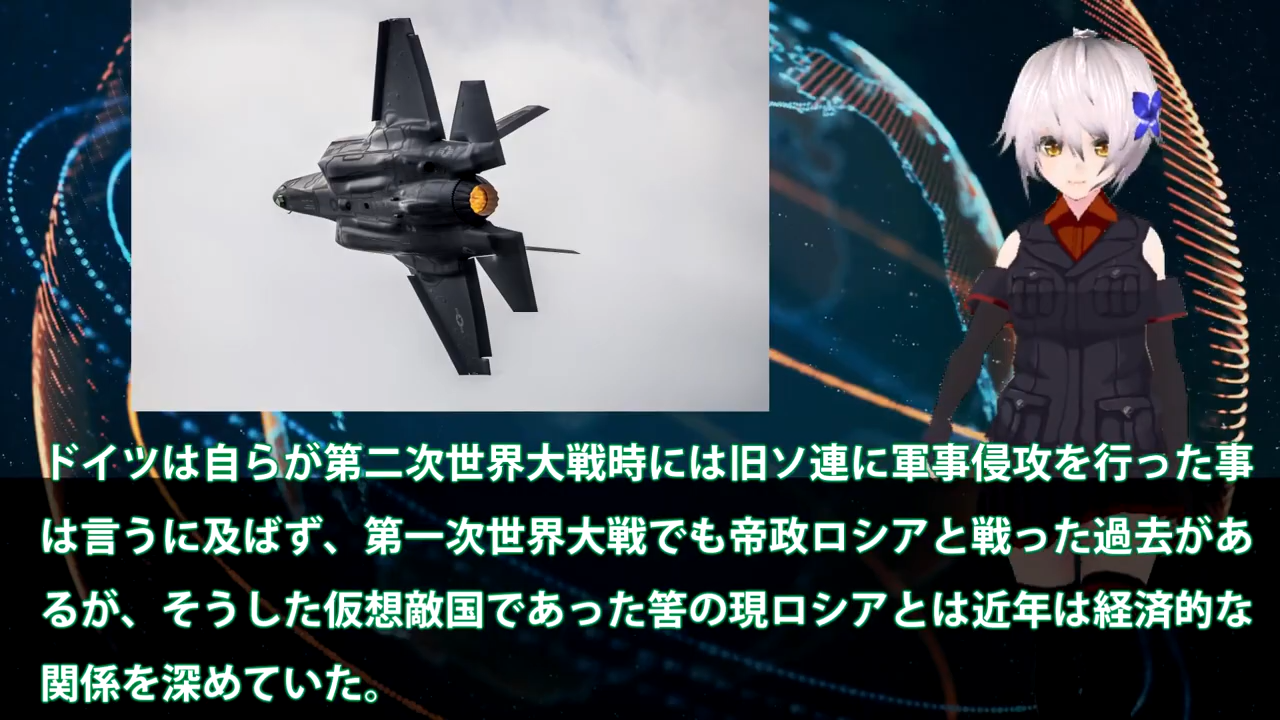 ドイツは自らが第二次世界大戦時には旧ソ連に軍事侵攻を行った事
は言うに及ばず、第一次世界大戦でも帝政ロシアと戦った過去があ
るが、そうした仮想敵国であった筈の現ロシアとは近年は経済的な
関係を深めていた。